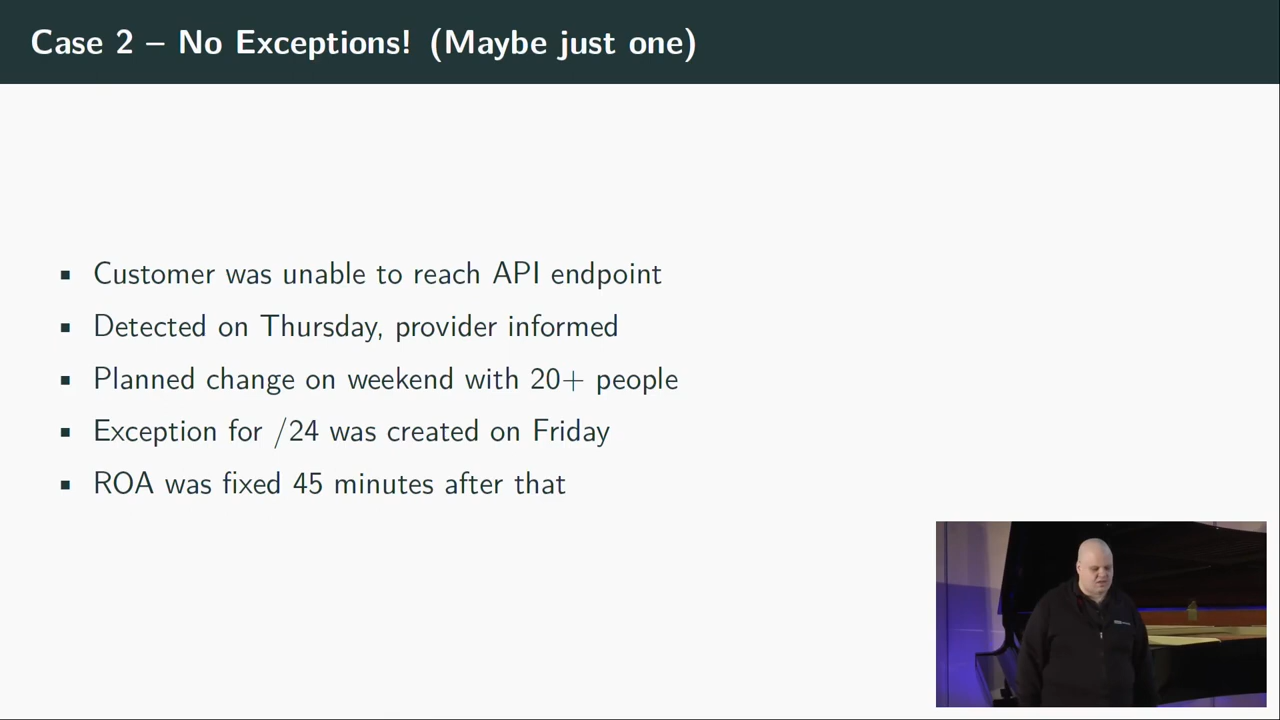 Case 2 – No Exceptions! (Maybe just one)
▪ Customer was unable to reach API endpoint
▪ Detected on Thursday, provider informed
▪ Planned change on weekend with 20+ people
▪ Exception for /24 was created on Friday
▪ ROA was fixed 45 minutes after that